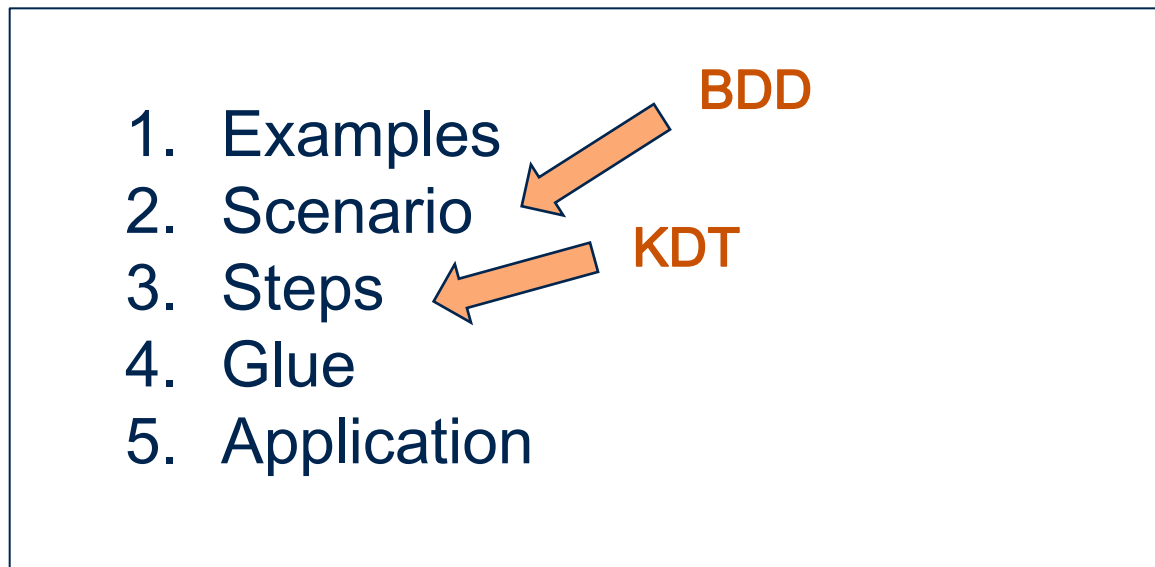 BDD
1. Examples
2. Scenario
KDT
3. Steps
4. Glue
5. Application